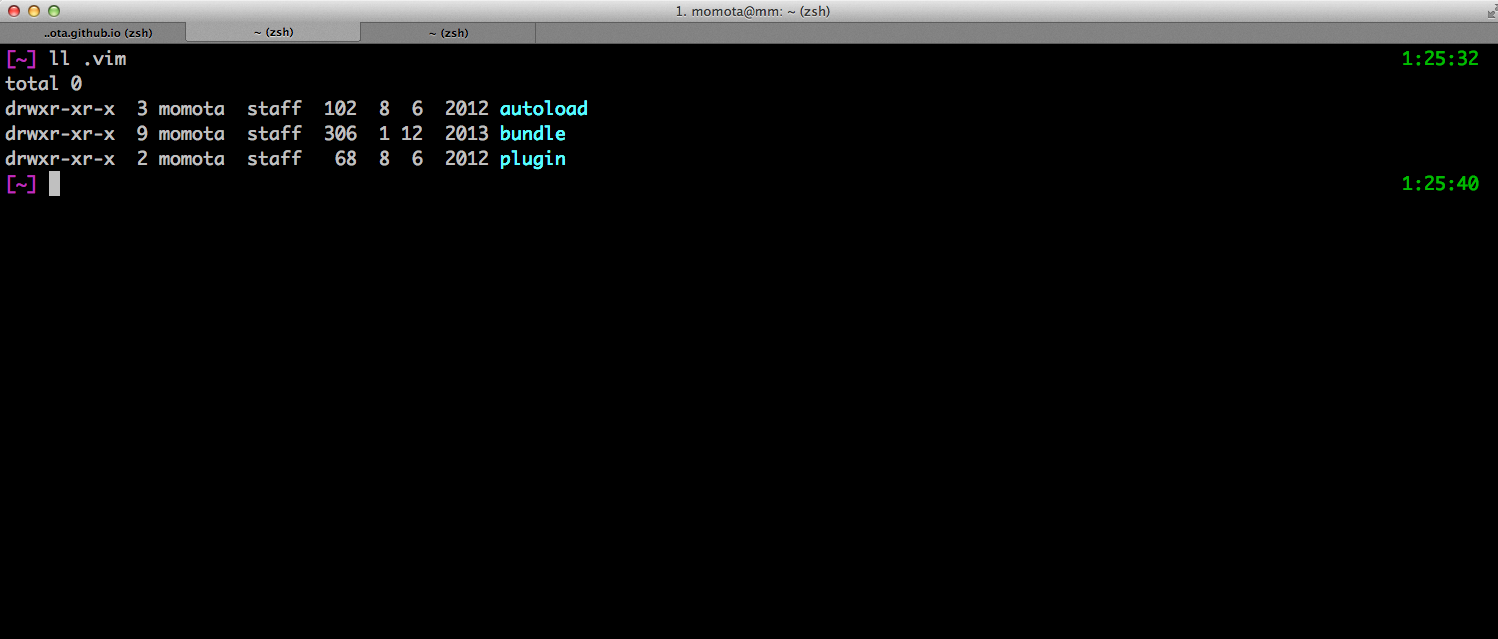 1. momota@mm: ~ (zsh)
..ota.github.io (zsh) ~ (zsh) ~ (zsh)
[~] ll .vim 1:25:32
total 0
drwxr-xr-x 3 momota staff 102 8 6 2012 autoload
drwxr-xr-x 9 momota staff 306 1 12 2013 bundle
drwxr-xr-x 2 momota staff 68 8 6 2012 plugin
[~] 1:25:40